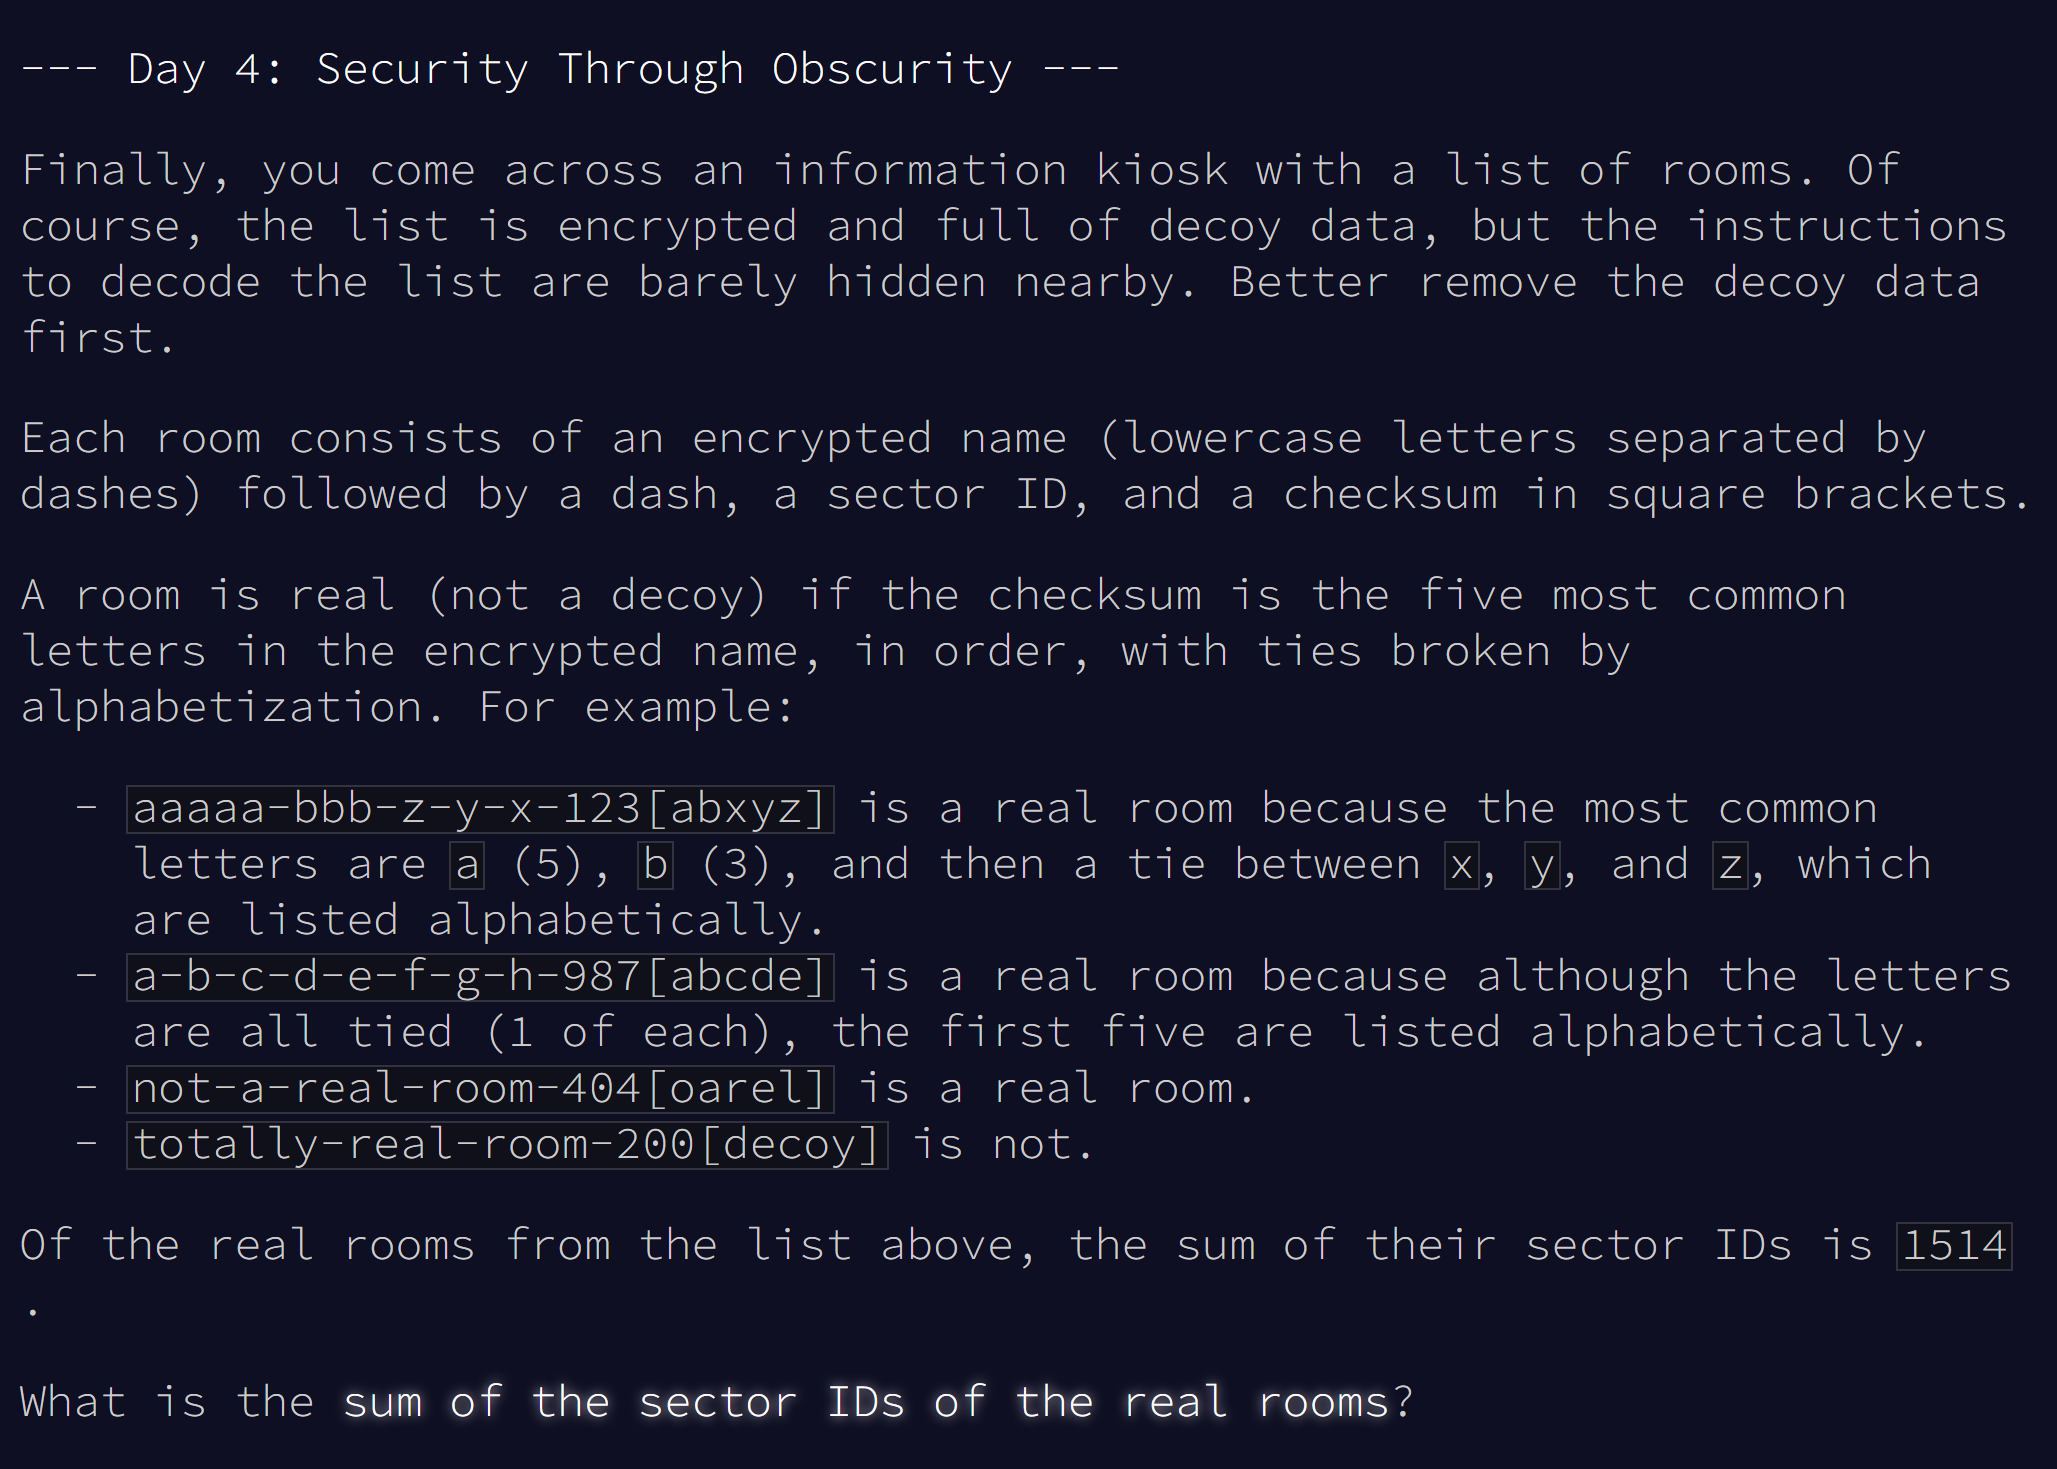 --- Day 4: Security Through Obscurity ---
Finally, you come across an information kiosk with a list of rooms. Of
course, the list is encrypted and full of decoy data, but the instructions
to decode the list are barely hidden nearby. Better remove the decoy data
first.
Each room consists of an encrypted name (lowercase letters separated by
dashes) followed by a dash, a sector ID, and a checksum in square brackets.
A room is real (not a decoy) if the checksum is the five most common
letters in the encrypted name, in order, with ties broken by
alphabetization. For example:
- aaaaa-bbb-z-y-x-123[abxyz] is a real room because the most common
letters are a (5), b (3), and then a tie between x, y, and z, which
are listed alphabetically.
- a-b-c-d-e-f-g-h-987[abcde] is a real room because although the letters
are all tied (1 of each), the first five are listed alphabetically.
- not-a-real-room-404[oarel] is a real room.
- totally-real-room-200[decoy] is not.
Of the real rooms from the list above, the sum of their sector IDs is 1514
.
What is the sum of the sector IDs of the real rooms?